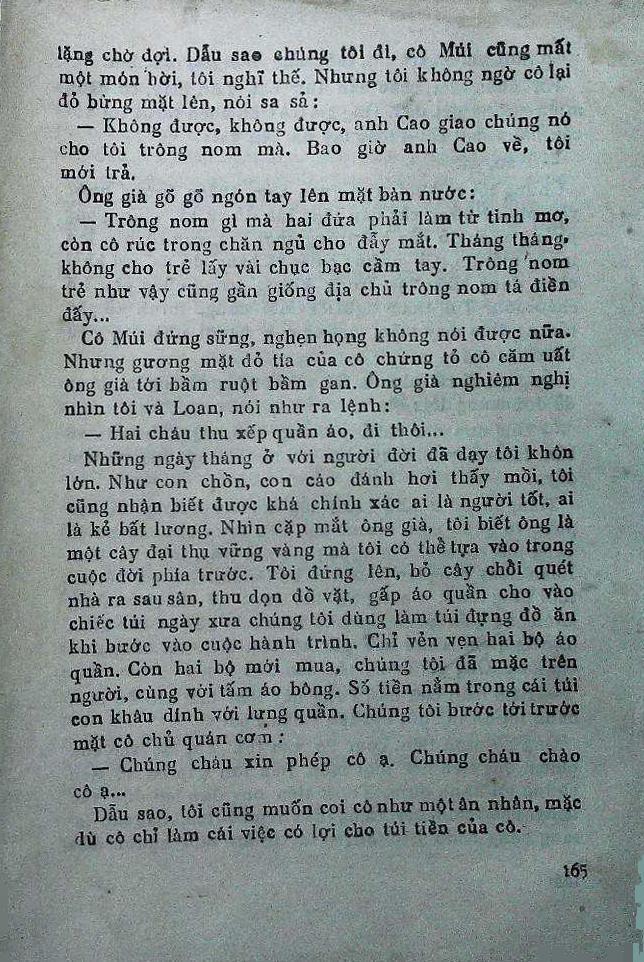 lặng chờ đợi. Dẫu sao chúng tôi đi, cô Múi cũng mất
một món hời, tôi nghĩ thế. Nhưng tôi không ngờ cô lại
đỏ bừng mặt lên, nói sa sả:
— Không được, không được, anh Cao giao chúng nó
cho tôi trông nom mà. Bao giờ anh Cao về, tôi
mới trả.
Ông già gõ gõ ngón tay lên mặt bàn nước:
— Trông nom gì mà hai đứa phải làm từ tinh mơ,
còn cô rúc trong chăn ngủ cho đẫy mắt. Tháng tháng
không cho trẻ lấy vài chục bạc cầm tay. Trông nom
trẻ như vậy cũng gần giống địa chủ trông nom tá điền
đấy...
Cô Múi đứng sững, nghẹn họng không nói được nữa.
Nhưng gương mặt đỏ tía của cô chứng tỏ cô căm uất
ông già tới bầm ruột bầm gan. Ông già nghiêm nghị
nhìn tôi và Loan, nói như ra lệnh:
— Hai cháu thu xếp quần áo, đi thôi...
Những ngày tháng ở với người đời đã dạy tôi khôn
lớn. Như con chồn, con cáo đánh hơi thấy mồi, tôi
cũng nhận biết được khá chính xác ai là người tốt, ai
là kẻ bất lương. Nhìn cặp mắt ông già, tôi biết ông là
một cây đại thụ vững vàng mà tôi có thể tựa vào trong
cuộc đời phía trước. Tôi đứng lên, bỏ cây chổi quét
nhà ra sau sân, thu dọn đồ vật, gấp áo quần cho vào
chiếc túi ngày xưa chúng tôi dùng làm túi đựng đồ ăn
khi bước vào cuộc hành trình. Chỉ vẻn vẹn hai bộ áo
quần. Còn hai bộ mới mua, chúng tôi đã mặc trên
người, cùng với tấm áo bông. Số tiền nằm trong cái túi
con khâu dính với lưng quần. Chúng tôi bước tới trước
mặt cô chủ quán cơm:
— Chúng cháu xin phép cô ạ. Chúng cháu chào
cô ạ...
Dẫu sao, tôi cũng muốn coi cô như một ân nhân, mặc
dù cô chỉ làm cái việc có lợi cho túi tiền của cô.
165